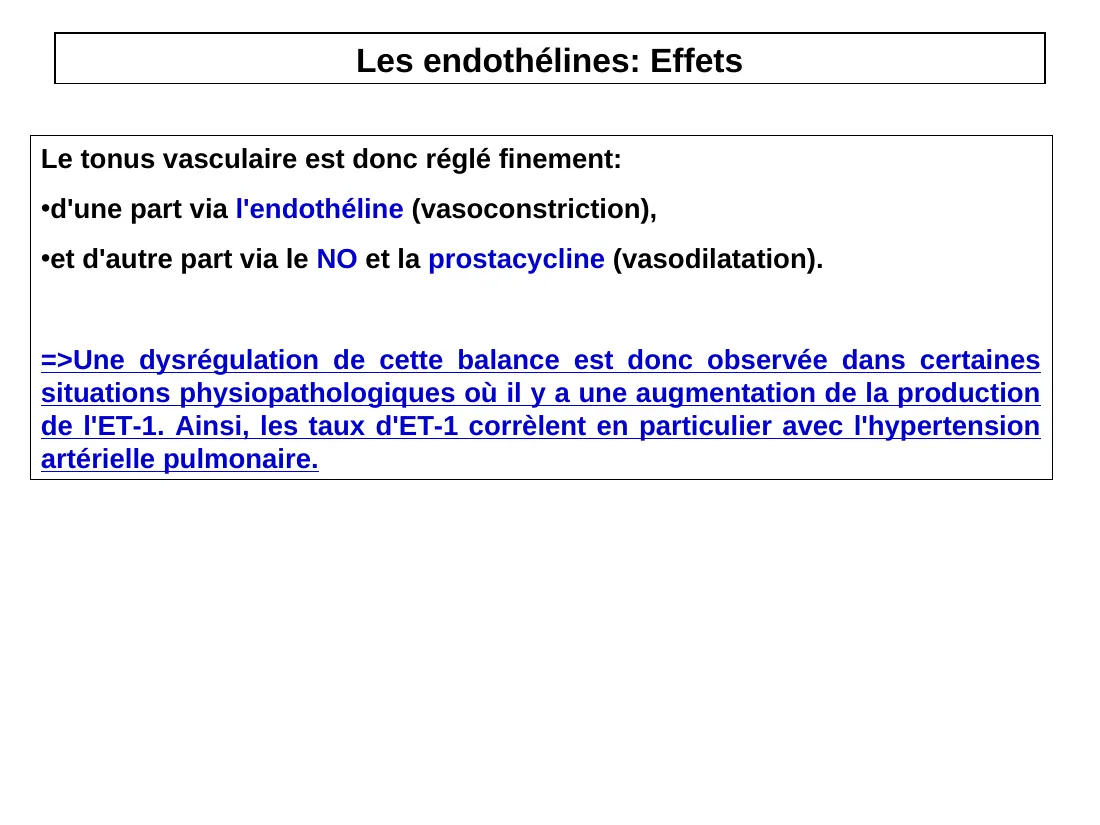 Les endothélines: Effets
Le tonus vasculaire est donc réglé finement:
•d'une part via l'endothéline (vasoconstriction),
•et d'autre part via le NO et la prostacycline (vasodilatation).
=>Une dysrégulation de cette balance est donc observée dans certaines
situations physiopathologiques où il y a une augmentation de la production
de l'ET-1. Ainsi, les taux d'ET-1 corrèlent en particulier avec l'hypertension
artérielle pulmonaire.